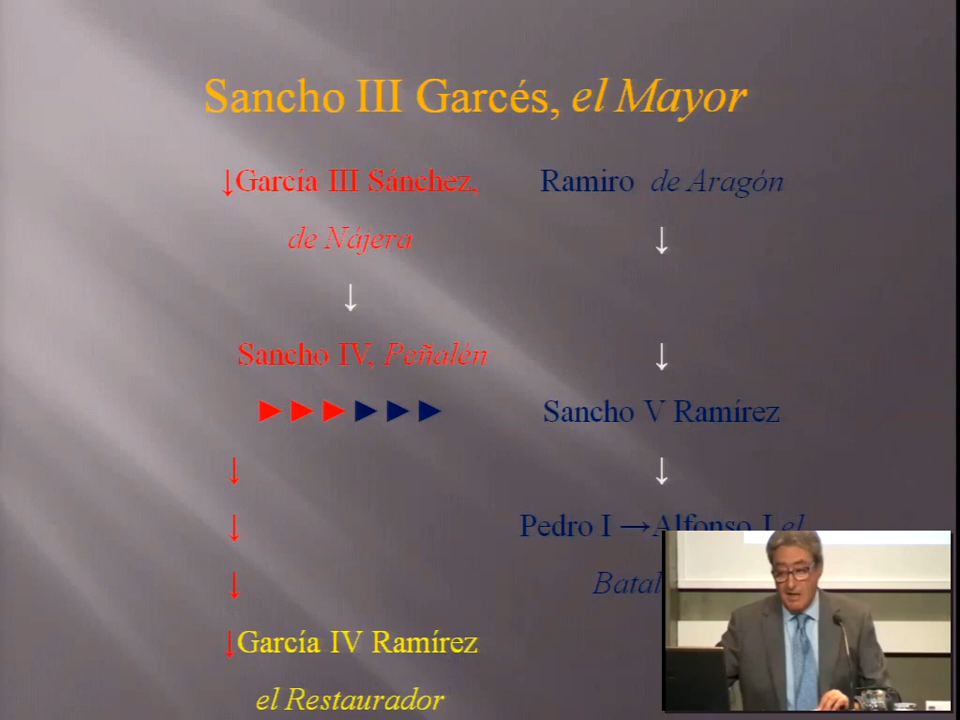 Sancho III Garcés, el Mayor
↓García III Sánchez,
de Nájera
↓
Sancho IV, Peñalén
►►►►►►
↓
↓
↓
↓García IV Ramírez
el Restaurador
Ramiro de Aragón
↓
↓
Sancho V Ramírez
↓
Pedro I →Alfonso I el